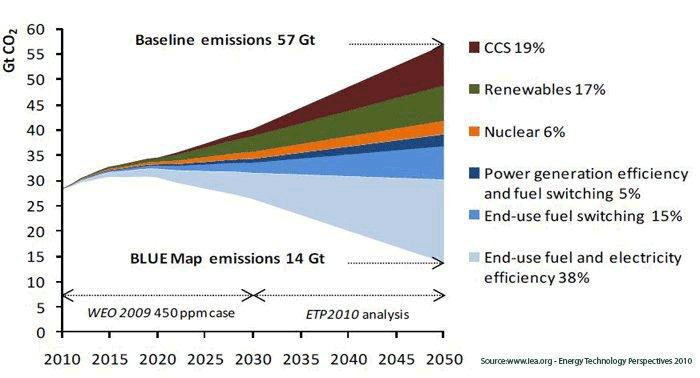 Gt CO2
60
55
50
45
40
35
30
25
20
15
10
5
0
Baseline emissions 57 Gt
BLUE Map emissions 14 Gt
WEO 2009 450 ppm case
ETP2010 analysis
2010 2015 2020 2025 2030 2035 2040 2045 2050
CCS 19%
Renewables 17%
Nuclear 6%
Power generation efficiency
and fuel switching 5%
End-use fuel switching 15%
End-use fuel and electricity
efficiency 38%
Source:www.iea.org - Energy Technology Perspectives 2010